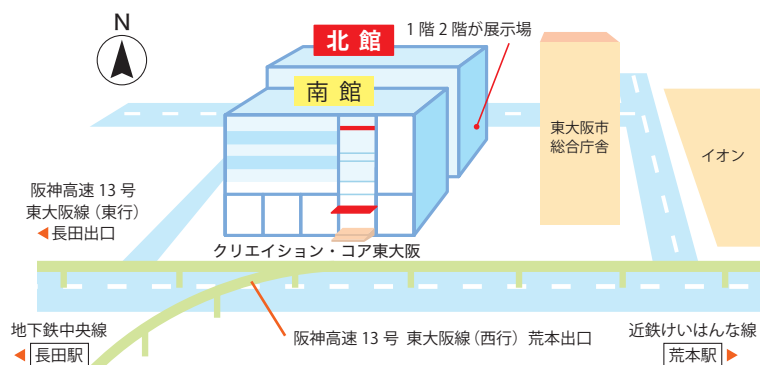 N
北 館
1 階 2 階が展示場
南 館
東大阪市
総合庁舎
イオン
阪神高速 13 号
東大阪線 (東行)
◀長田出口
クリエイション・コア東大阪
地下鉄中央線
◀ 長田駅
阪神高速 13 号 東大阪線 (西行) 荒本出口
近鉄けいはんな線
荒本駅 ▶